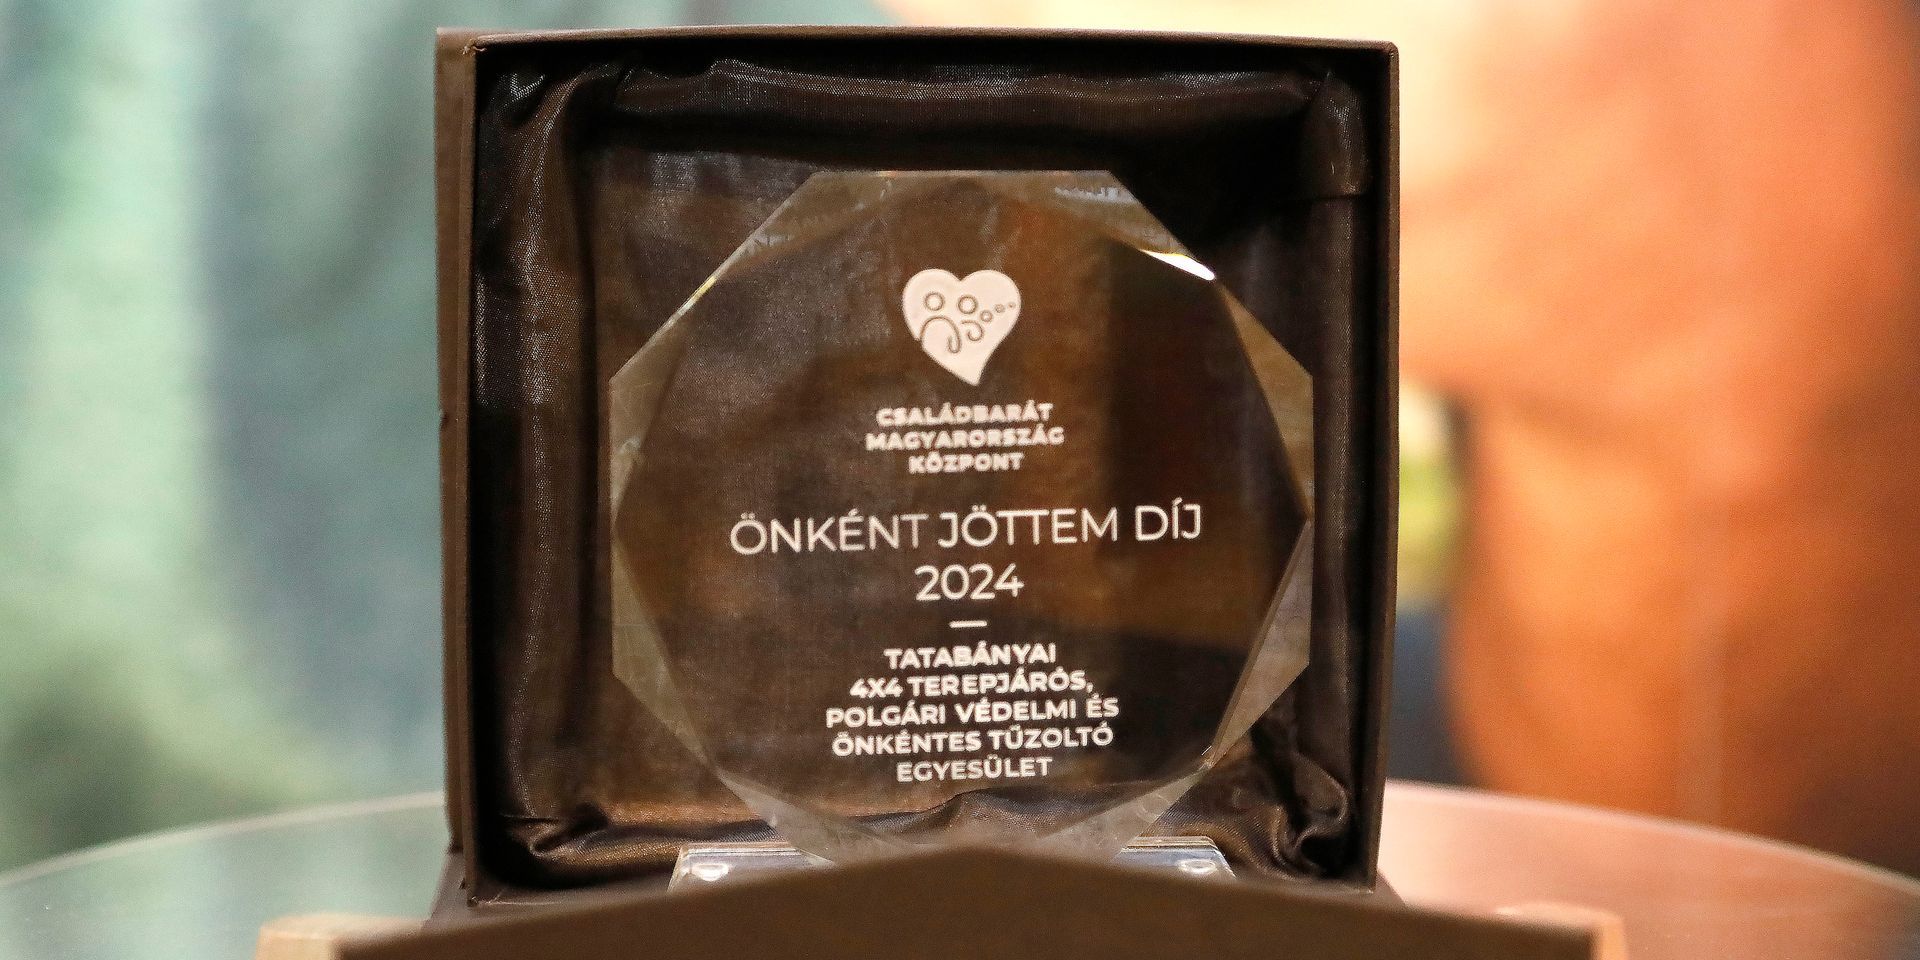 CSALÁDBARÁT
MAGYARORSZÁG
KÖZPONT
ÖNKÉNT JÖTTEM DÍJ
2024
TATABÁNYAI
4X4 TEREPJÁRÓS,
POLGÁRI VÉDELMI ÉS
ÖNKÉNTES TŰZOLTÓ
EGYESÜLET